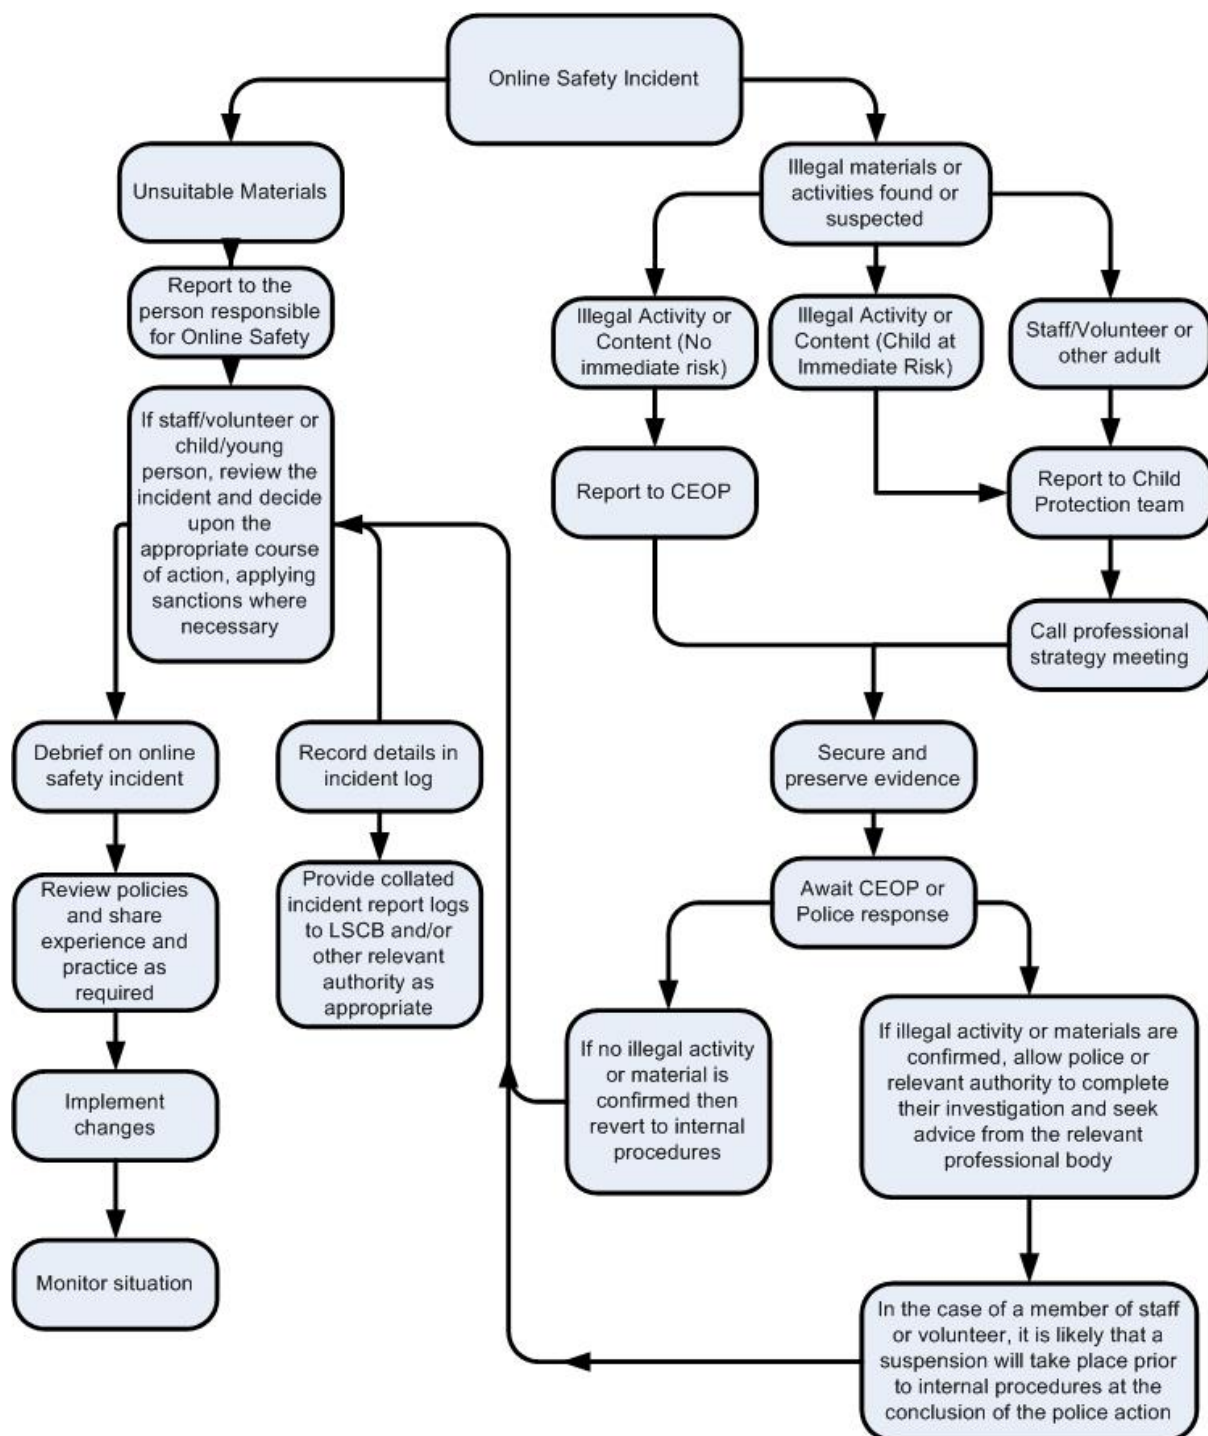 Online Safety Incident
Unsuitable Materials
Report to the
person responsible
for Online Safety
If staff/volunteer or
child/young
person, review the
incident and decide
upon the
appropriate course
of action, applying
sanctions where
necessary
Debrief on online
safety incident
Review policies
and share
experience and
practice as
required
Implement
changes
Monitor situation
Record details in
incident log
Provide collated
incident report logs
to LSCB and/or
other relevant
authority as
appropriate
Illegal materials or
activities found or
suspected
Illegal Activity or
Content (No
immediate risk)
Illegal Activity or
Content (Child at
Immediate Risk)
Staff/Volunteer or
other adult
Report to CEOP
Report to Child
Protection team
Call professional
strategy meeting
Secure and
preserve evidence
Await CEOP or
Police response
If no illegal activity
or material is
confirmed then
revert to internal
procedures
If illegal activity or materials are
confirmed, allow police or
relevant authority to complete
their investigation and seek
advice from the relevant
professional body
In the case of a member of staff
or volunteer, it is likely that a
suspension will take place prior
to internal procedures at the
conclusion of the police action